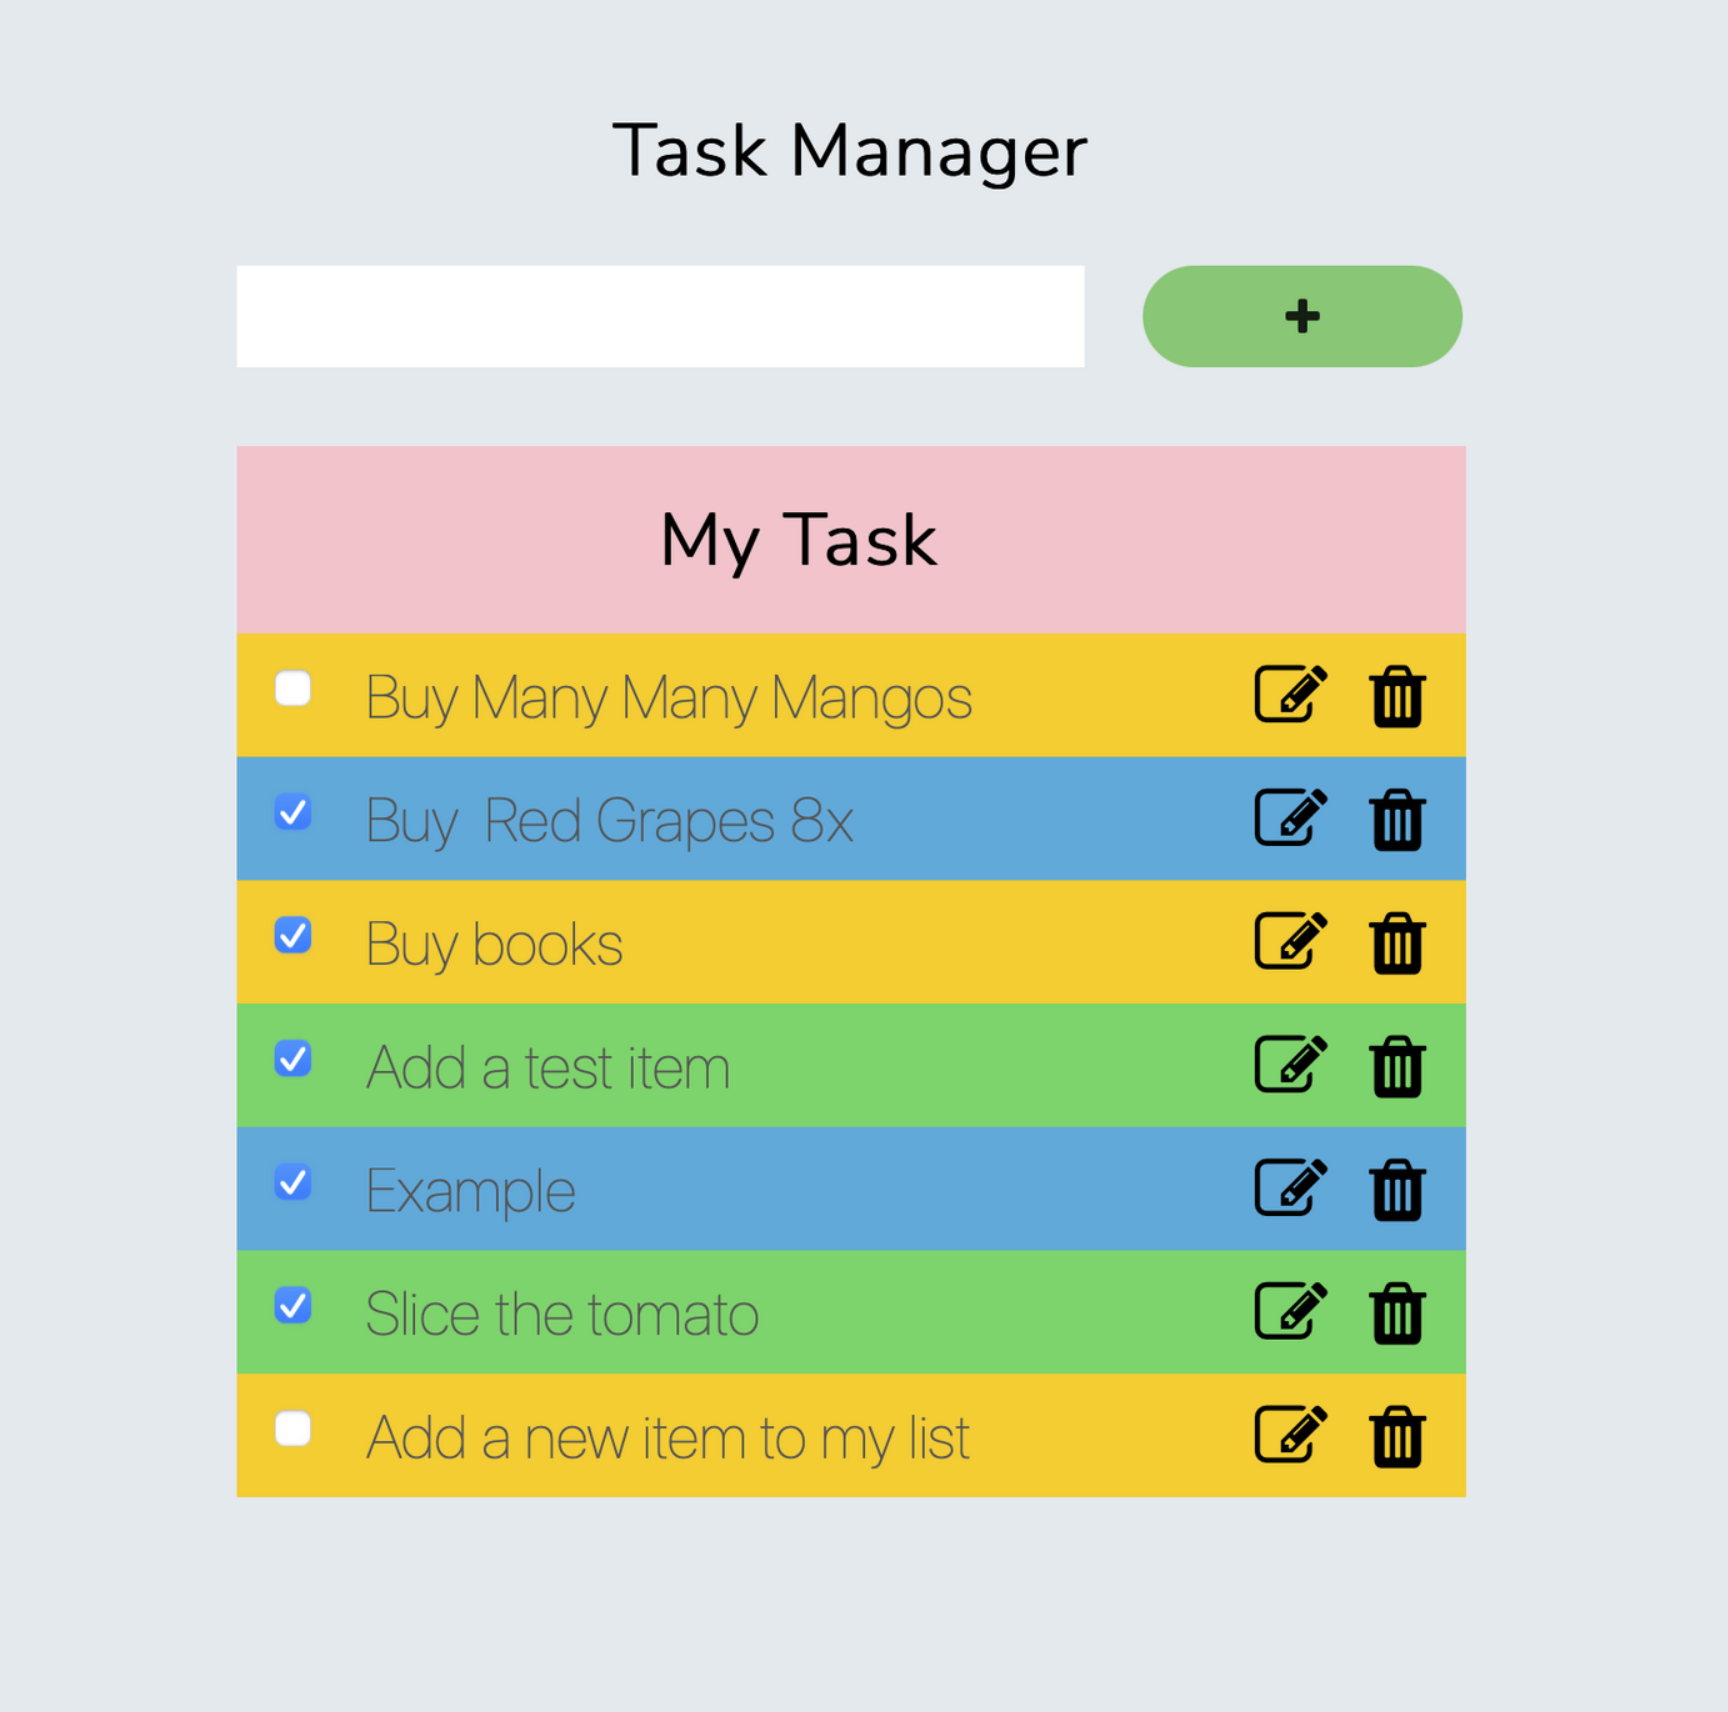 Task Manager
My Task
Buy Many Many Mangos
Buy  Red Grapes 8x
Buy books
Add a test item
Example
Slice the tomato
Add a new item to my list